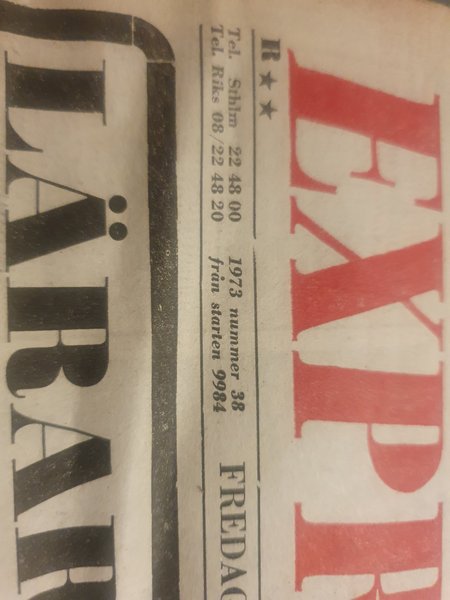 EXPR
R★★
Tel. Sthlm 22 48 00
Tel. Riks 08/22 48 20
1973 nummer 38
från starten 9984
FREDAG
LÄRAR